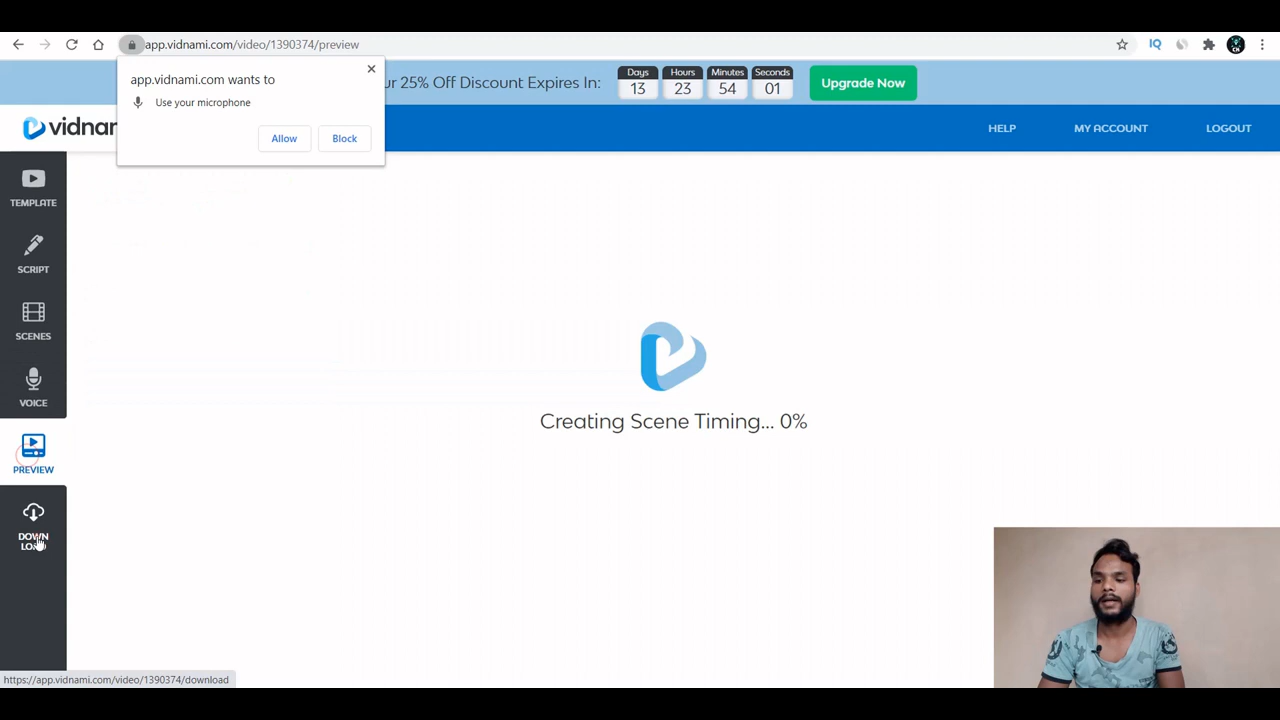 app.vidnami.com/video/1390374/preview
IQ
app.vidnami.com wants to
Use your microphone
Allow
Block
ur 25% Off Discount Expires In:
Days
Hours
Minutes
Seconds
13
23
54
01
Upgrade Now
vidnam
HELP
MY ACCOUNT
LOGOUT
TEMPLATE
SCRIPT
SCENES
VOICE
PREVIEW
DOWN
LOAD
Creating Scene Timing... 0%
https://app.vidnami.com/video/1390374/download